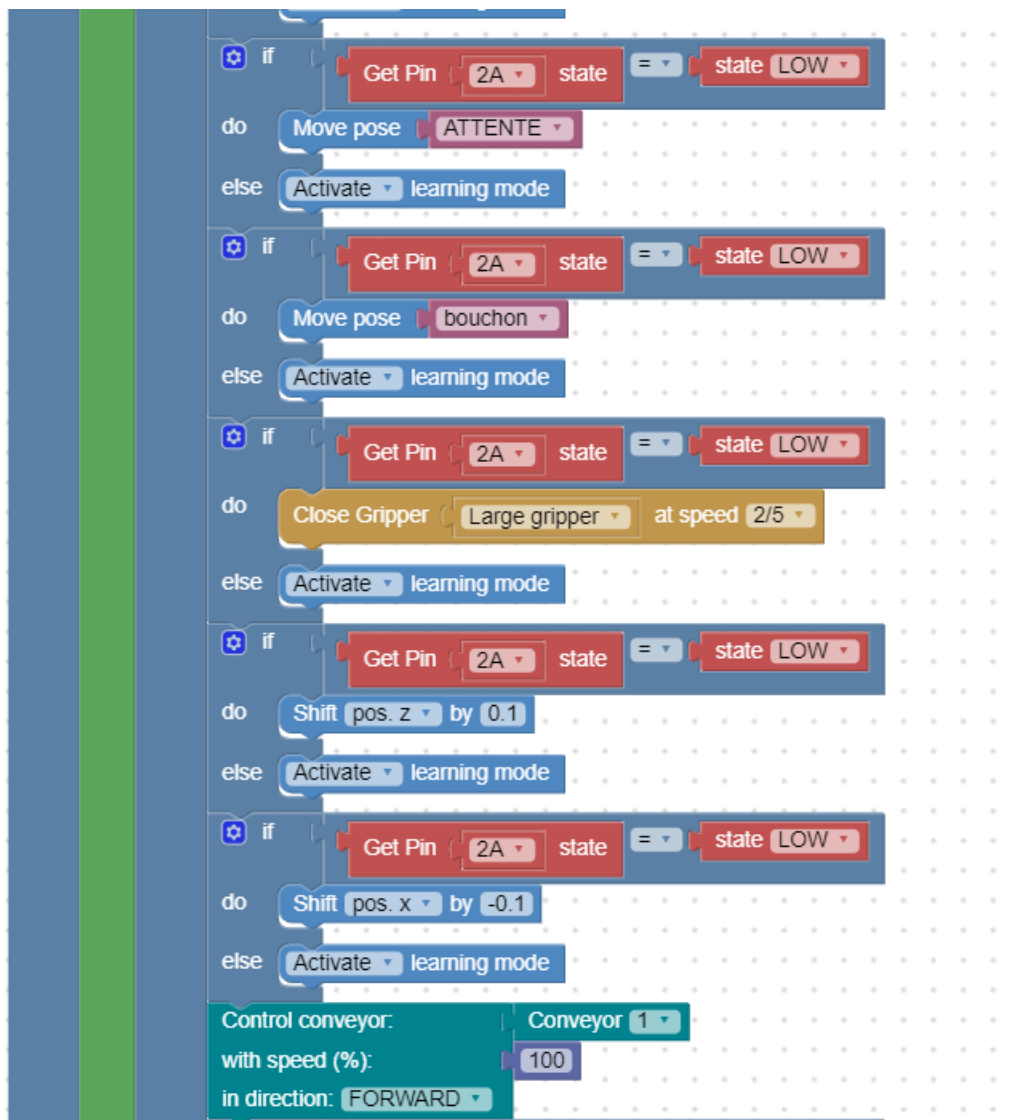 if Get Pin 2A state = state LOW
do Move pose ATTENTE
else Activate learning mode
if Get Pin 2A state = state LOW
do Move pose bouchon
else Activate learning mode
if Get Pin 2A state = state LOW
do Close Gripper Large gripper at speed 2/5
else Activate learning mode
if Get Pin 2A state = state LOW
do Shift pos. z by 0.1
else Activate learning mode
if Get Pin 2A state = state LOW
do Shift pos. x by -0.1
else Activate learning mode
Control conveyor: Conveyor 1
with speed (%): 100
in direction: FORWARD